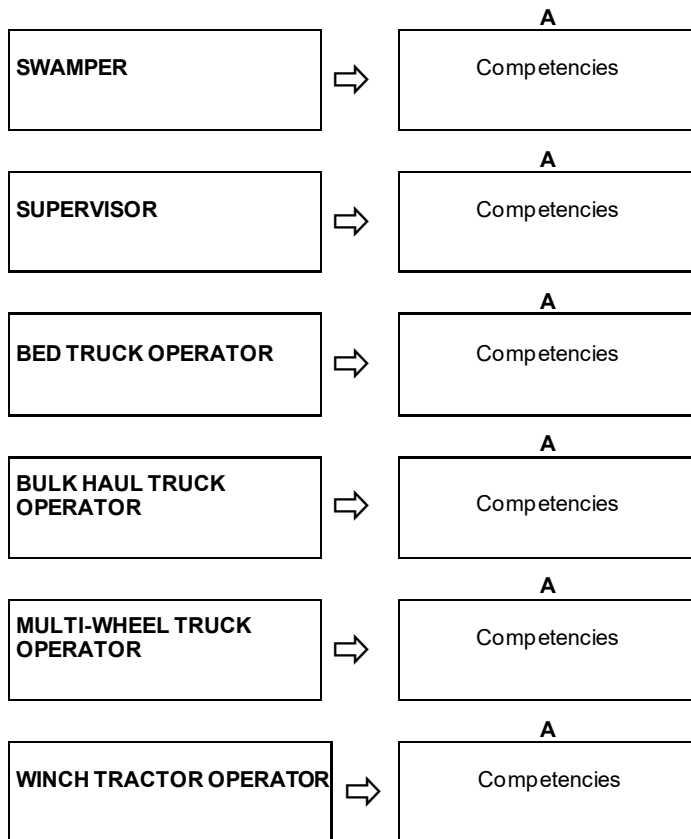 A
SWAMPER
Competencies
A
SUPERVISOR
Competencies
A
BED TRUCK OPERATOR
Competencies
A
BULK HAUL TRUCK
OPERATOR
Competencies
A
MULTI-WHEEL TRUCK
OPERATOR
Competencies
A
WINCH TRACTOR OPERATOR
Competencies